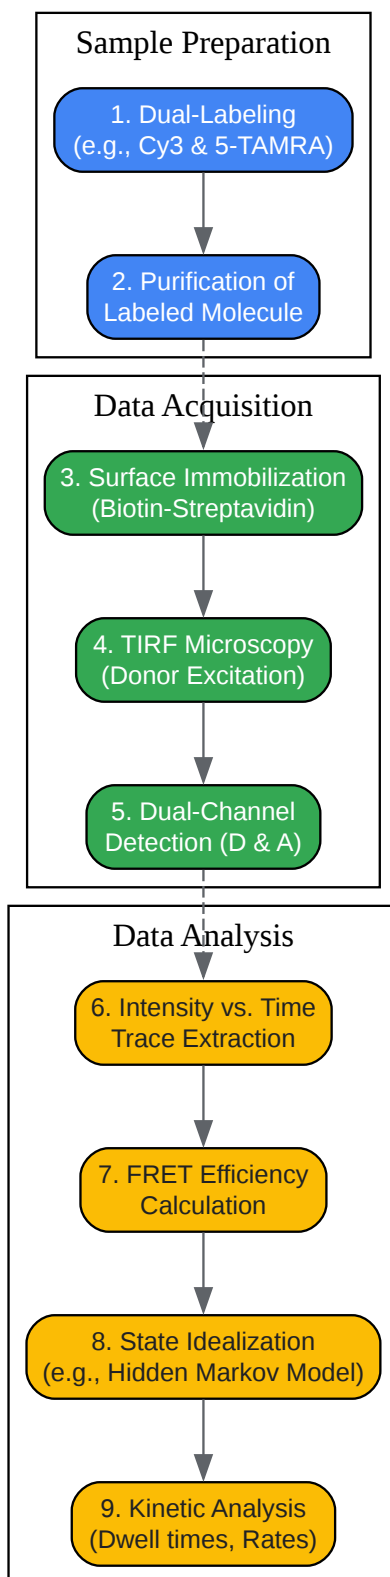 Sample Preparation
1. Dual-Labeling
(e.g., Cy3 & 5-TAMRA)
2. Purification of
Labeled Molecule
Data Acquisition
3. Surface Immobilization
(Biotin-Streptavidin)
4. TIRF Microscopy
(Donor Excitation)
5. Dual-Channel
Detection (D & A)
Data Analysis
6. Intensity vs. Time
Trace Extraction
7. FRET Efficiency
Calculation
8. State Idealization
(e.g., Hidden Markov Model)
9. Kinetic Analysis
(Dwell times, Rates)